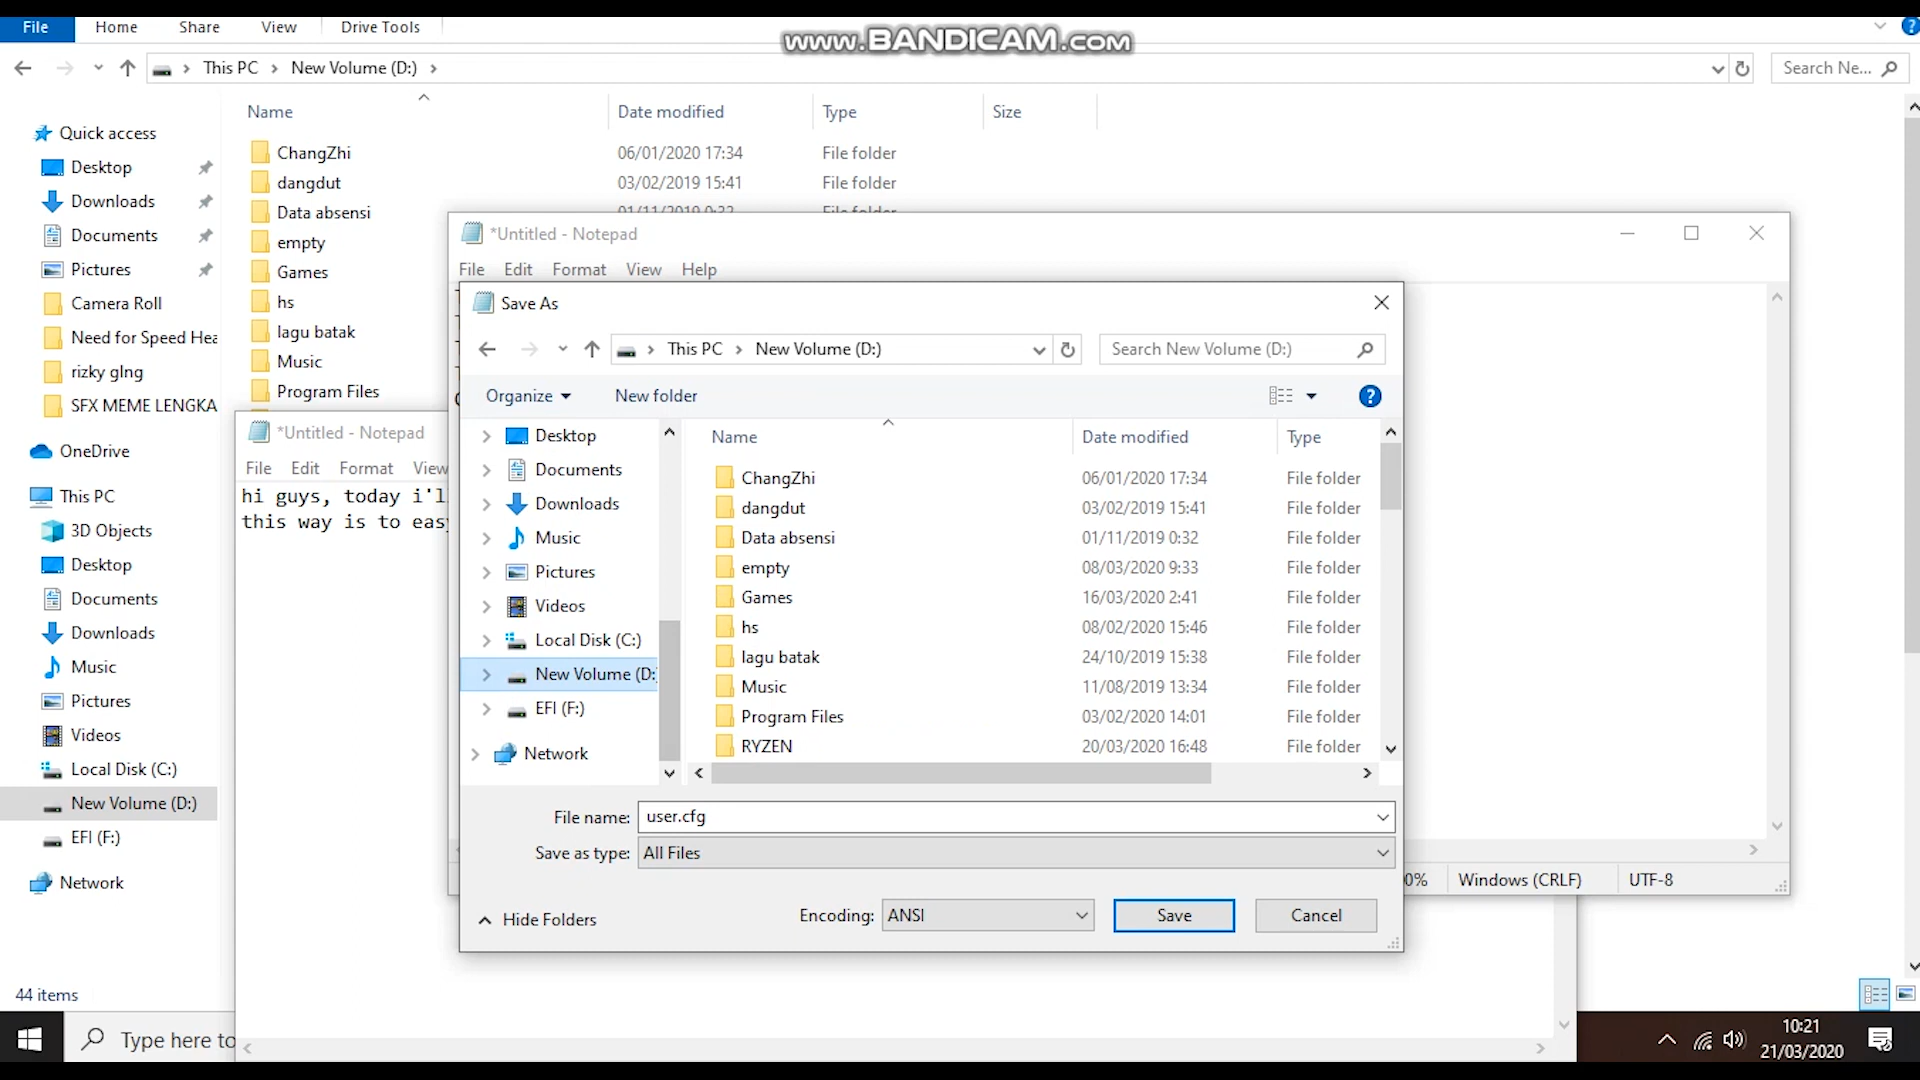 File Home Share View Drive Tools
www.BANDICAM.com
This PC New Volume (D:) Search Ne...
Name Date modified Type Size
Quick access
Desktop
Downloads
Documents
Pictures
Camera Roll
Need for Speed Hea
rizky glng
SFX MEME LENGKA
OneDrive
This PC
3D Objects
Desktop
Documents
Downloads
Music
Pictures
Videos
Local Disk (C:)
New Volume (D:)
EFI (F:)
Network
44 items
ChangZhi 06/01/2020 17:34 File folder
dangdut 03/02/2019 15:41 File folder
Data absensi 01/11/2019 0:32 File folder
empty
Games
hs
lagu batak
Music
Program Files
*Untitled - Notepad
File Edit Format View
hi guys, today i'l
this way is to easy
*Untitled - Notepad
File Edit Format View Help
Save As
This PC New Volume (D:) Search New Volume (D:)
Organize New folder
Desktop
Documents
Downloads
Music
Pictures
Videos
Local Disk (C:)
New Volume (D:
EFI (F:)
Network
Name Date modified Type
ChangZhi 06/01/2020 17:34 File folder
dangdut 03/02/2019 15:41 File folder
Data absensi 01/11/2019 0:32 File folder
empty 08/03/2020 9:33 File folder
Games 16/03/2020 2:41 File folder
hs 08/02/2020 15:46 File folder
lagu batak 24/10/2019 15:38 File folder
Music 11/08/2019 13:34 File folder
Program Files 03/02/2020 14:01 File folder
RYZEN 20/03/2020 16:48 File folder
File name: user.cfg
Save as type: All Files
Hide Folders Encoding: ANSI Save Cancel
0% Windows (CRLF) UTF-8
Type here to
10:21
21/03/2020